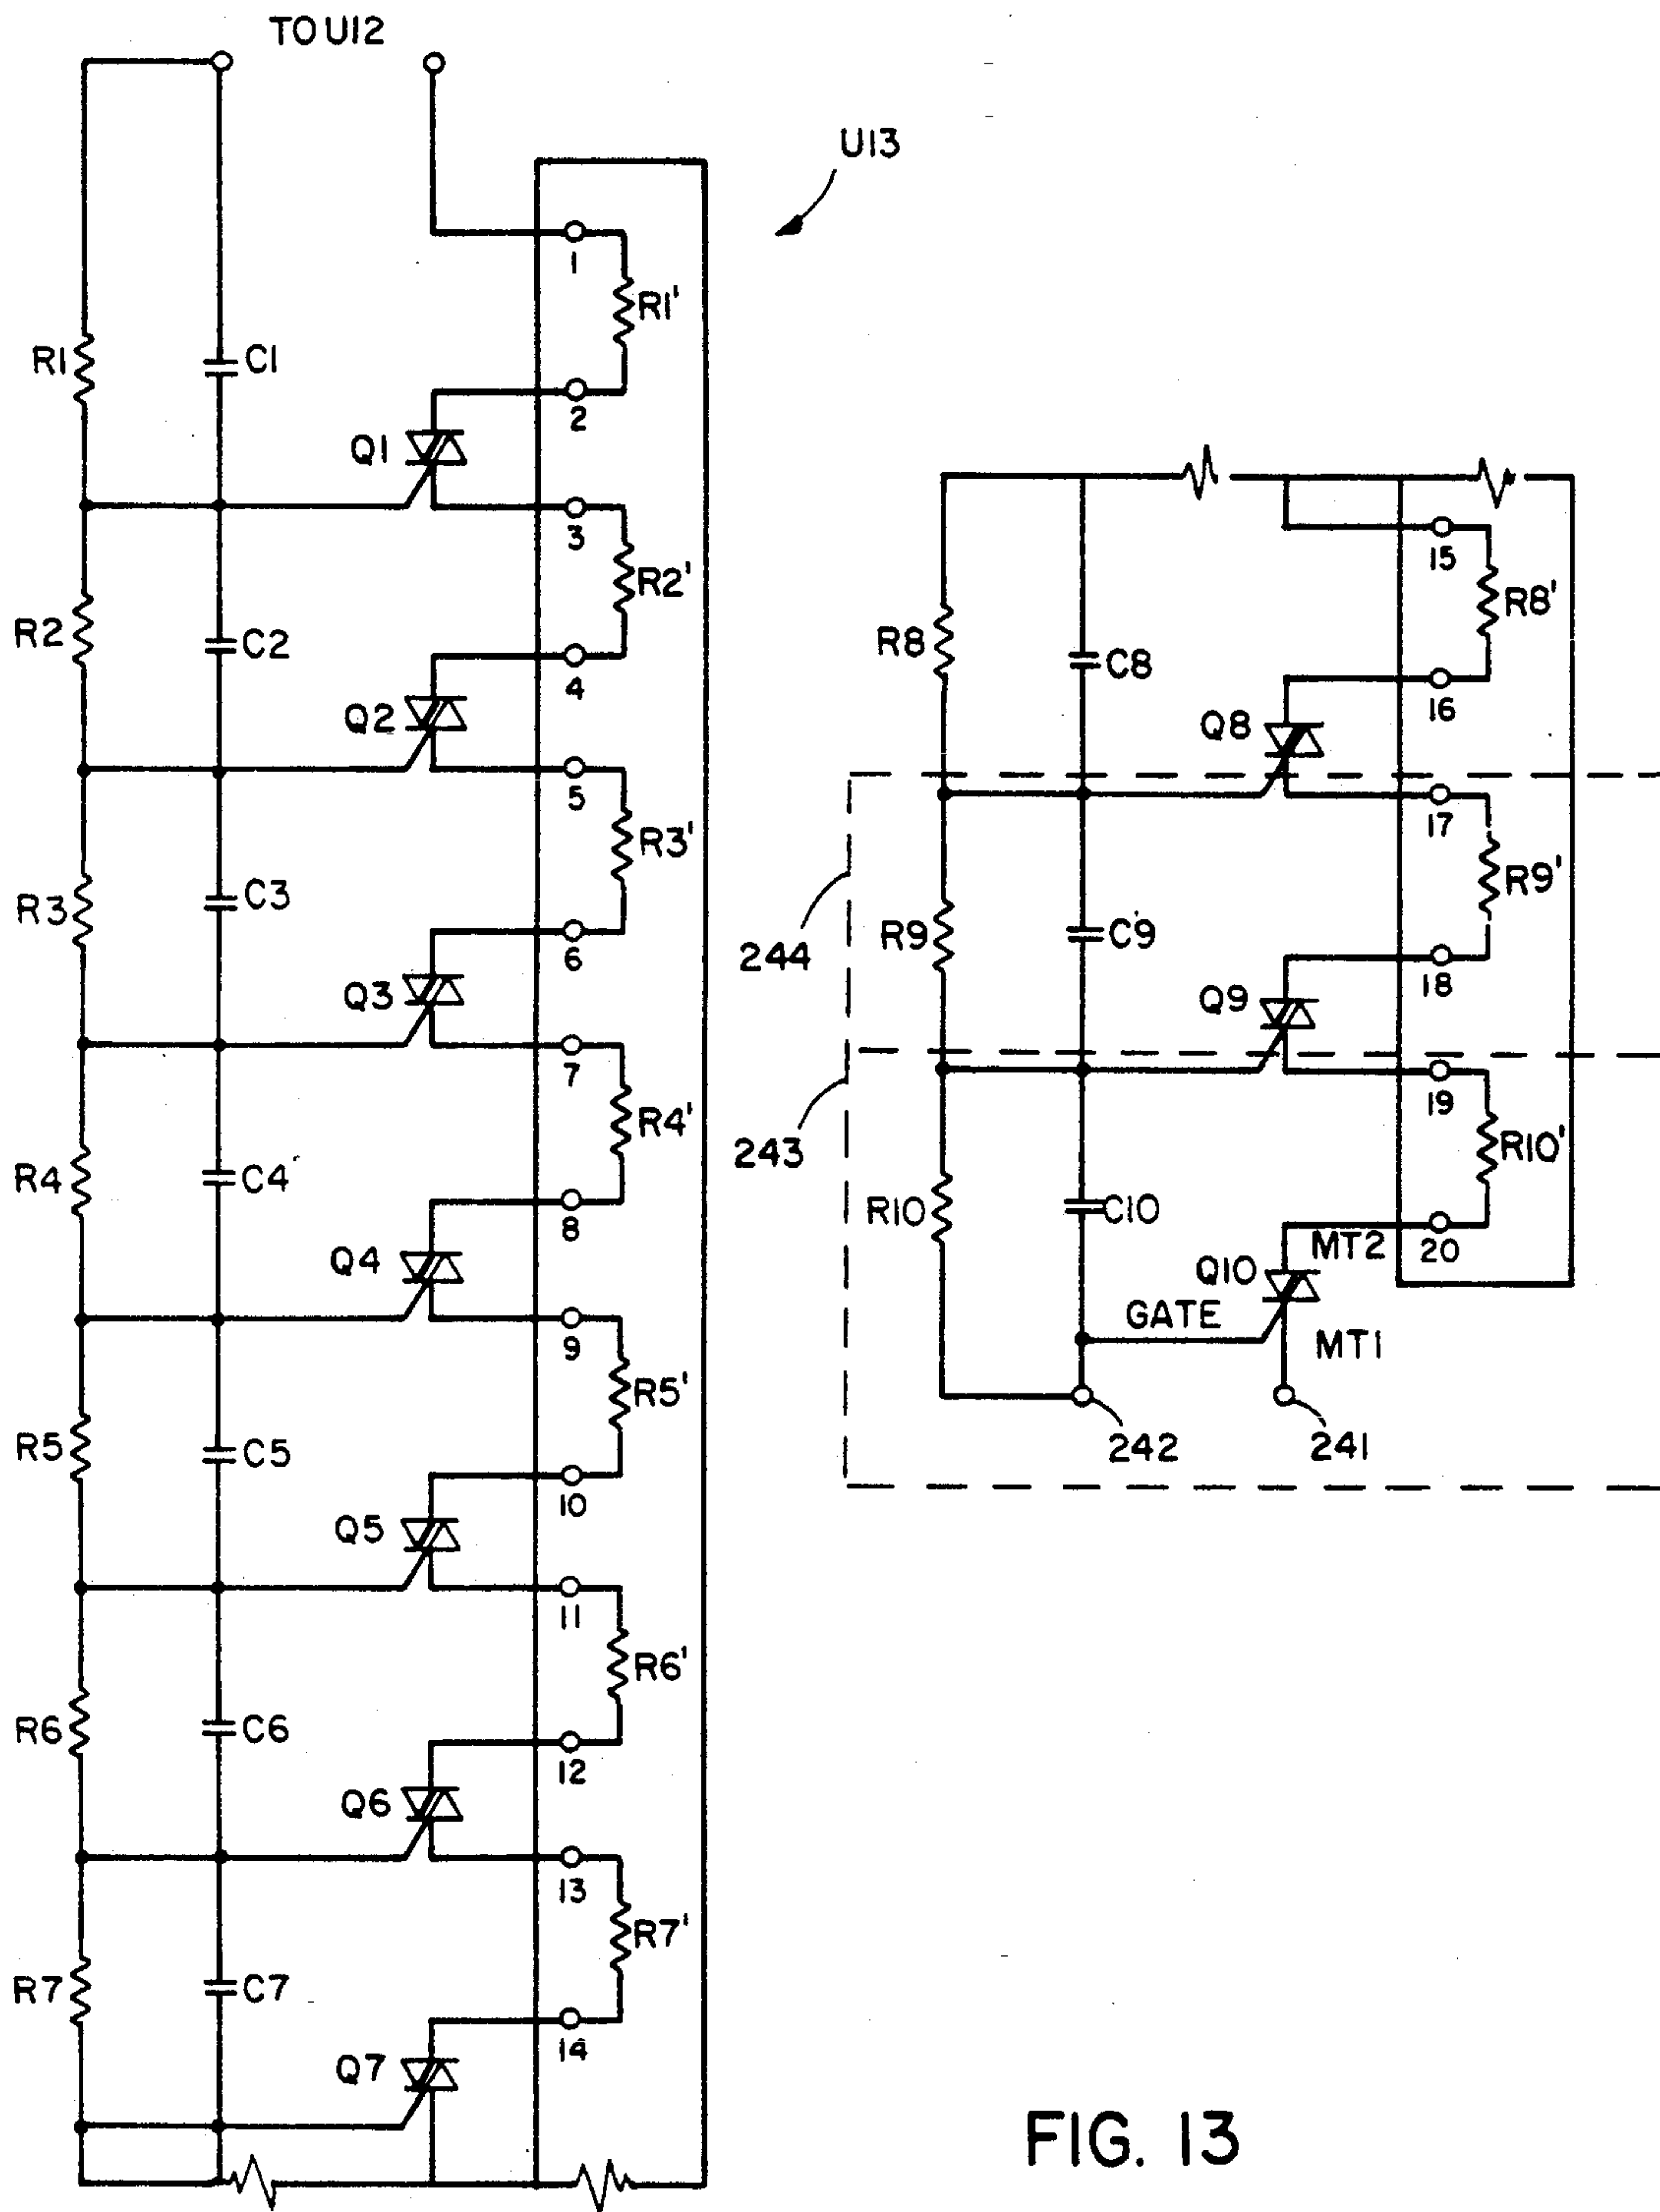 TO U12
U13
1
R1'
R1
C1
2
Q1
3
R2'
R2
C2
4
Q2
5
R3'
R3
C3
6
Q3
7
R4'
R4
C4
8
Q4
9
R5'
R5
C5
10
Q5
11
R6'
R6
C6
12
Q6
13
R7'
R7
C7
14
Q7
15
R8'
R8
C8
16
Q8
17
R9'
244
R9
C9
18
Q9
19
243
R10'
R10
C10
MT2
20
Q10
GATE
MT1
242
241
FIG. 13